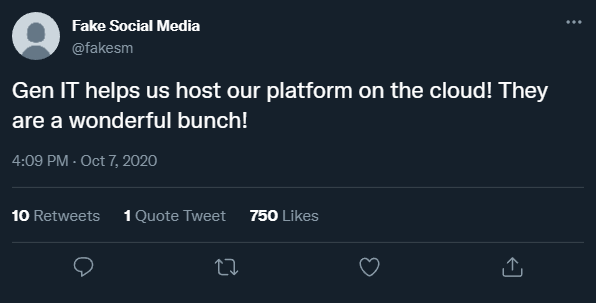 Fake Social Media
@fakesm
Gen IT helps us host our platform on the cloud! They
are a wonderful bunch!
4:09 PM · Oct 7, 2020
10 Retweets 1 Quote Tweet 750 Likes